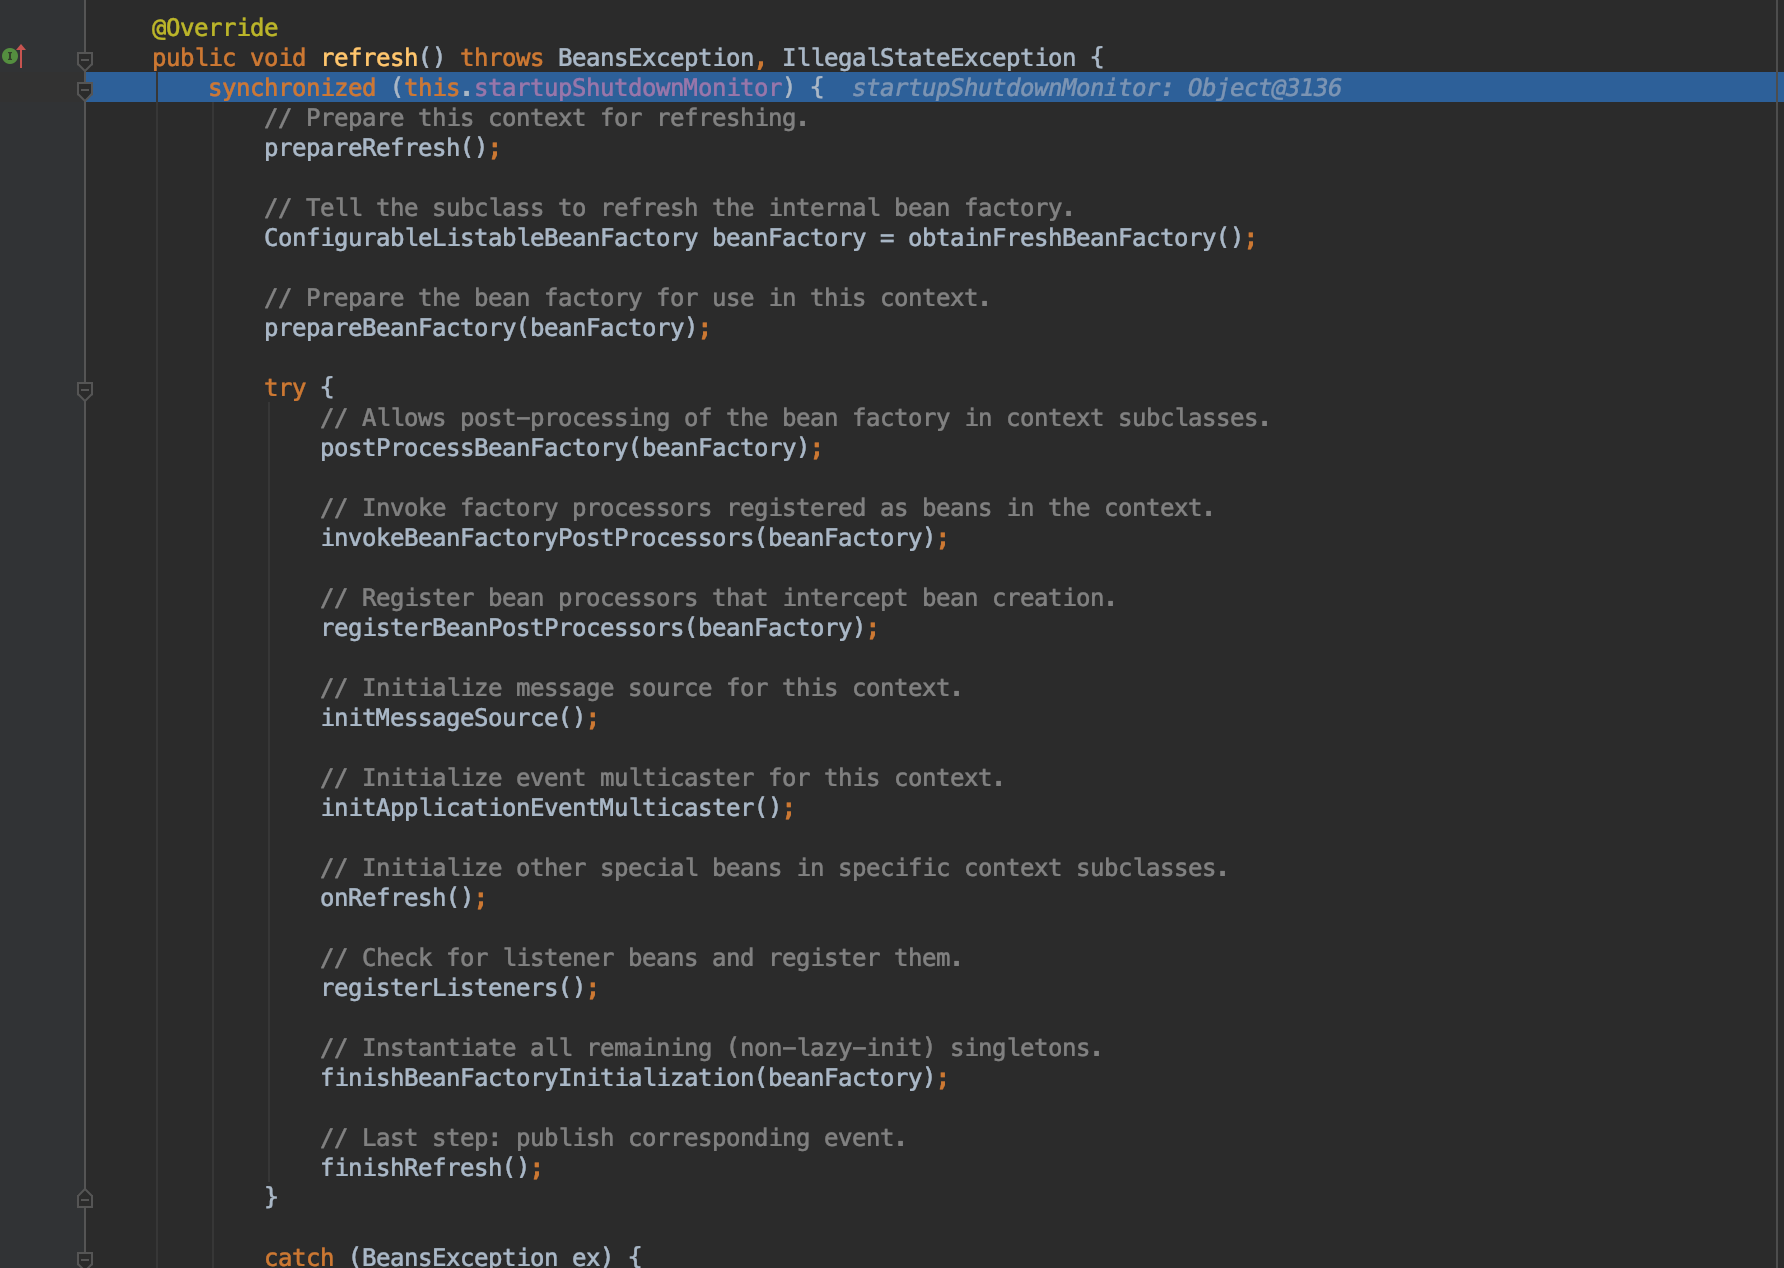 @Override
public void refresh() throws BeansException, IllegalStateException {
synchronized (this.startupShutdownMonitor) { startupShutdownMonitor: Object@3136
// Prepare this context for refreshing.
prepareRefresh();
// Tell the subclass to refresh the internal bean factory.
ConfigurableListableBeanFactory beanFactory = obtainFreshBeanFactory();
// Prepare the bean factory for use in this context.
prepareBeanFactory(beanFactory);
try {
// Allows post-processing of the bean factory in context subclasses.
postProcessBeanFactory(beanFactory);
// Invoke factory processors registered as beans in the context.
invokeBeanFactoryPostProcessors(beanFactory);
// Register bean processors that intercept bean creation.
registerBeanPostProcessors(beanFactory);
// Initialize message source for this context.
initMessageSource();
// Initialize event multicaster for this context.
initApplicationEventMulticaster();
// Initialize other special beans in specific context subclasses.
onRefresh();
// Check for listener beans and register them.
registerListeners();
// Instantiate all remaining (non-lazy-init) singletons.
finishBeanFactoryInitialization(beanFactory);
// Last step: publish corresponding event.
finishRefresh();
}
catch (BeansException ex) {